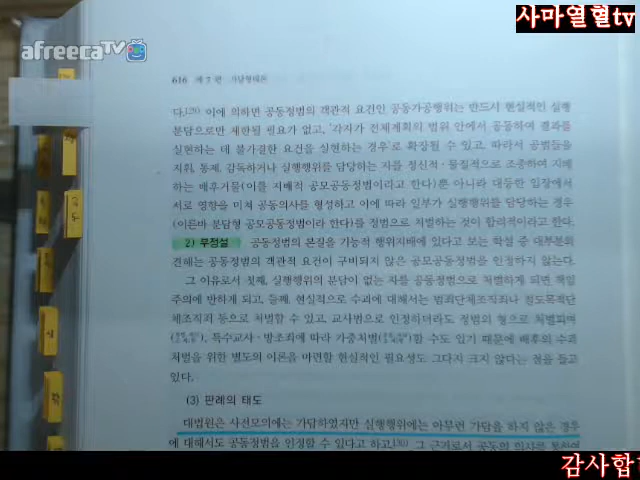 사마열혈tv
afreecaTV
616 제 7 편 가담형태론
다. 이에 의하면 공동정범의 객관적 요건인 공동가공행위는 반드시 현실적인 실행
분담으로만 제한될 필요가 없고, '각자가 전체계획의 범위 안에서 공동하여 결과를
실현하는 데 불가결한 요건을 실현하는 경우'로 확장될 수 있고, 따라서 공범들을
지휘, 통제, 감독하거나 실행행위를 담당하는 자를 정신적·물질적으로 조종하여 지배
하는 배후거물(이를 지배적 공모공동정범이라고 한다)뿐 아니라 대등한 입장에서
서로 영향을 미쳐 공동의사를 형성하고 이에 따라 일부가 실행행위를 담당하는 경우
(이른바 분담형 공모공동정범이라 한다)를 정범으로 처벌하는 것이 합리적이라고 한다.
2) 부정설 공동정범의 본질을 기능적 행위지배에 있다고 보는 학설 중 대부분의
견해는 공동정범의 객관적 요건이 구비되지 않은 공모공동정범을 인정하지 않는다.
그 이유로서 첫째, 실행행위의 분담이 없는 자를 공동정범으로 처벌하게 되면 책임
주의에 반하게 되고, 둘째, 현실적으로 수괴에 대해서는 범죄단체조직죄나 집도목적단
체조직죄 등으로 처벌할 수 있고, 교사범으로 인정하더라도 정범의 형으로 처벌되며
, 특수교사·방조죄에 따라 가중처벌 할 수도 있기 때문에 배후의 수괴
처벌을 위한 별도의 이론을 마련할 현실적인 필요성도 그다지 크지 않다는 점을 들고
있다.
(3) 판례의 태도
대법원은 사전모의에는 가담하였지만 실행행위에는 아무런 가담을 하지 않은 경우
에 대해서도 공동정범을 인정할 수 있다고 하고, 그 근거로서 공동의 의사를
감사합